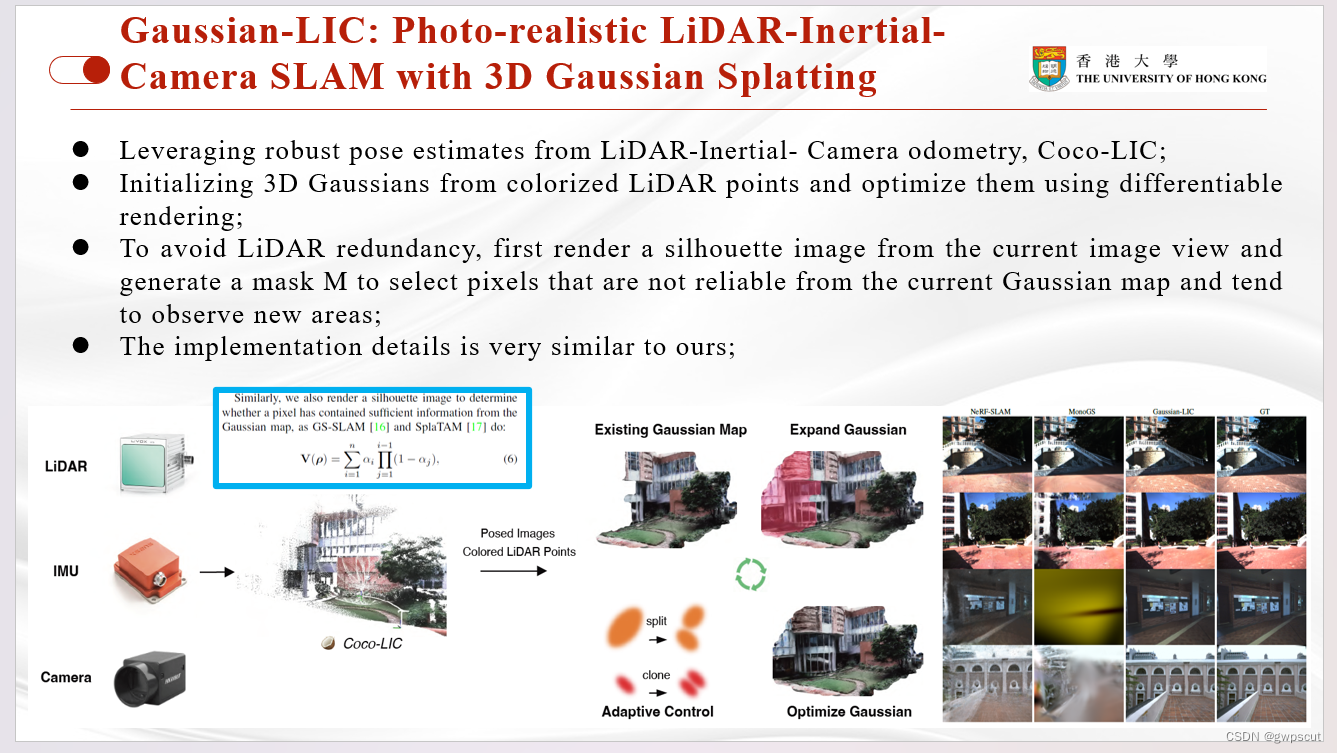 Gaussian-LIC: Photo-realistic LiDAR-Inertial-
Camera SLAM with 3D Gaussian Splatting
香 港 大 學
THE UNIVERSITY OF HONG KONG
● Leveraging robust pose estimates from LiDAR-Inertial- Camera odometry, Coco-LIC;
● Initializing 3D Gaussians from colorized LiDAR points and optimize them using differentiable
rendering;
● To avoid LiDAR redundancy, first render a silhouette image from the current image view and
generate a mask M to select pixels that are not reliable from the current Gaussian map and tend
to observe new areas;
● The implementation details is very similar to ours;
Similarly, we also render a silhouette image to determine
whether a pixel has contained sufficient information from the
Gaussian map, as GS-SLAM [16] and SplaTAM [17] do:
V(ρ) = ∑ⁿᵢ₌₁ αᵢ ∏ⁱ⁻¹ⱼ₌₁ (1 − αⱼ), (6)
LiDAR
IMU
Camera
Coco-LIC
Posed Images
Colored LiDAR Points
Existing Gaussian Map
Expand Gaussian
split
clone
Adaptive Control
Optimize Gaussian
NeRF-SLAM
MonoGS
Gaussian-LIC
GT
CSDN @gwpscut